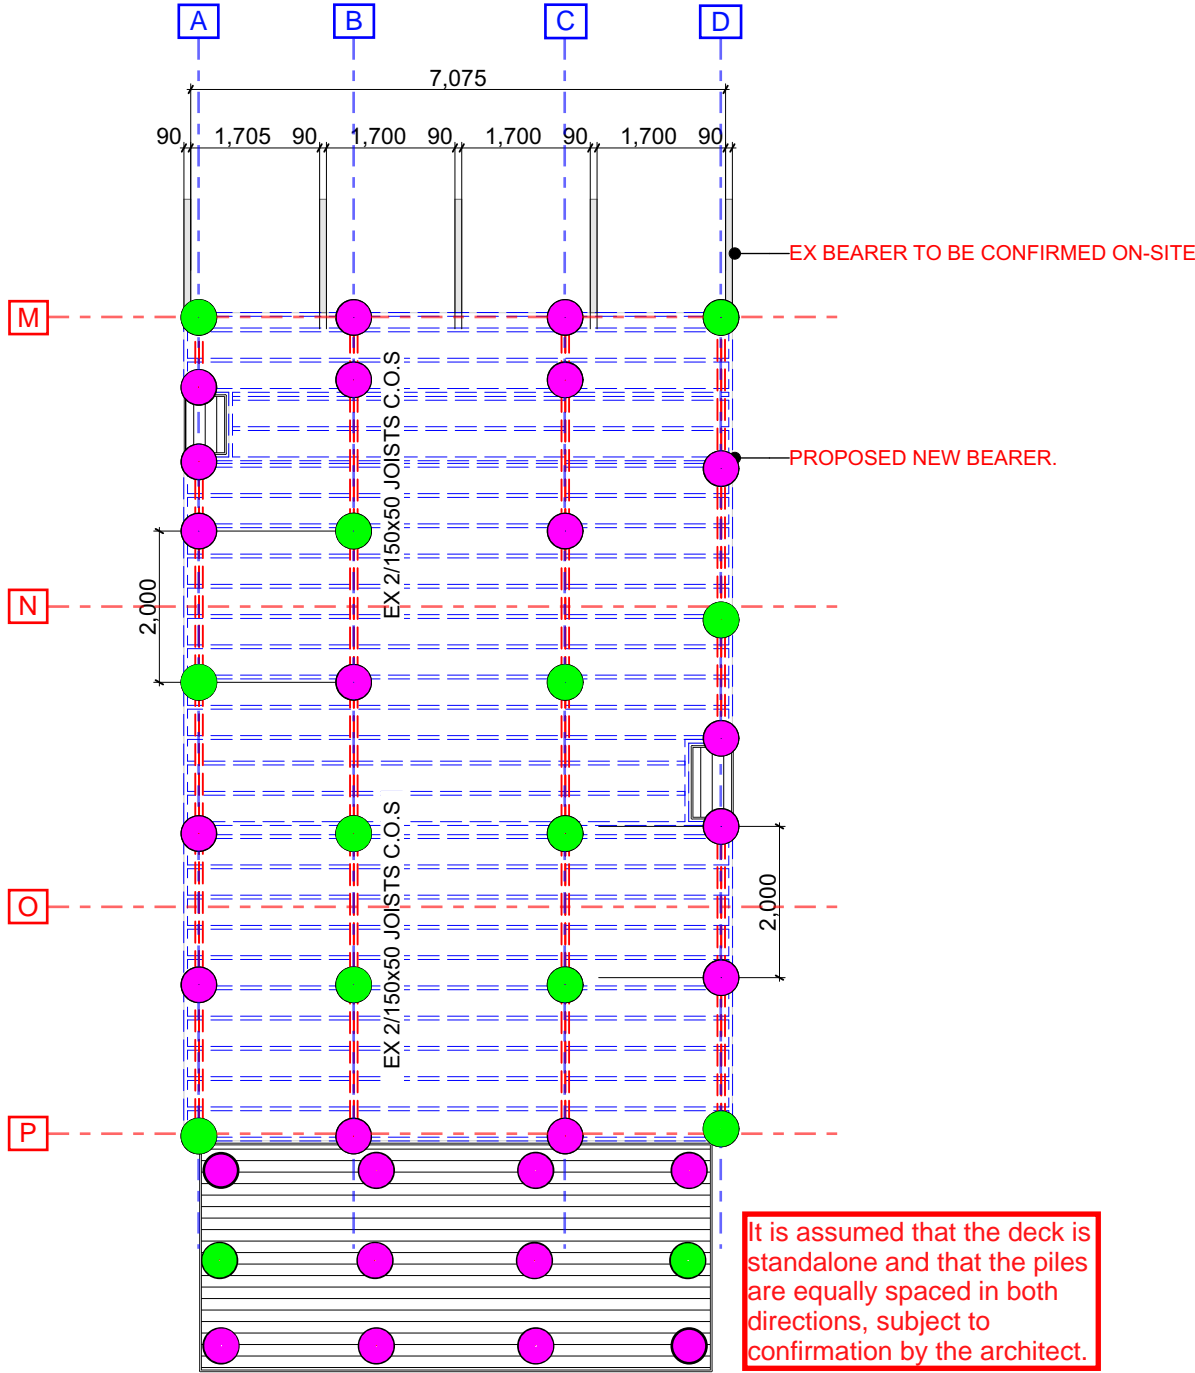 A
B
C
D
7,075
90 1,705 90 1,700 90 1,700 90 1,700 90
EX BEARER TO BE CONFIRMED ON-SITE
M
EX 2/150x50 JOISTS C.O.S
PROPOSED NEW BEARER.
N
2,000
EX 2/150x50 JOISTS C.O.S
O
2,000
P
It is assumed that the deck is
standalone and that the piles
are equally spaced in both
directions, subject to
confirmation by the architect.